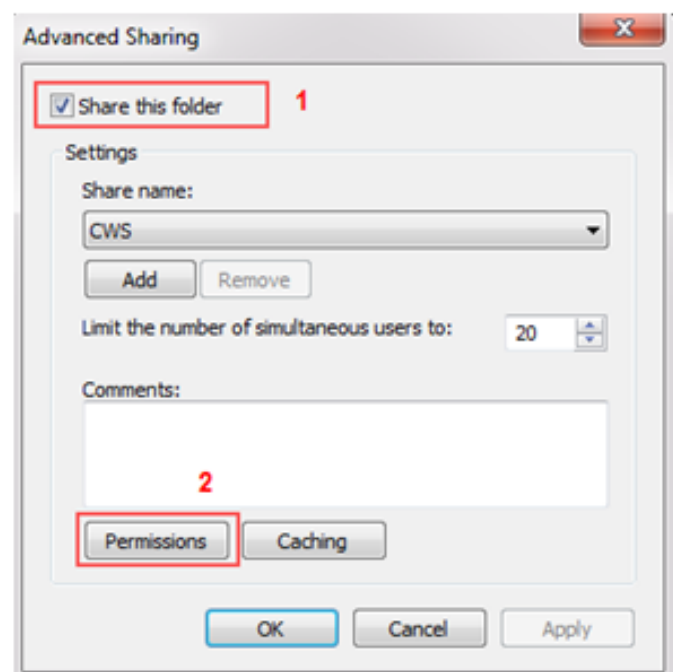 Advanced Sharing
Share this folder 1
Settings
Share name:
CWS
Add Remove
Limit the number of simultaneous users to: 20
Comments:
2
Permissions Caching
OK Cancel Apply